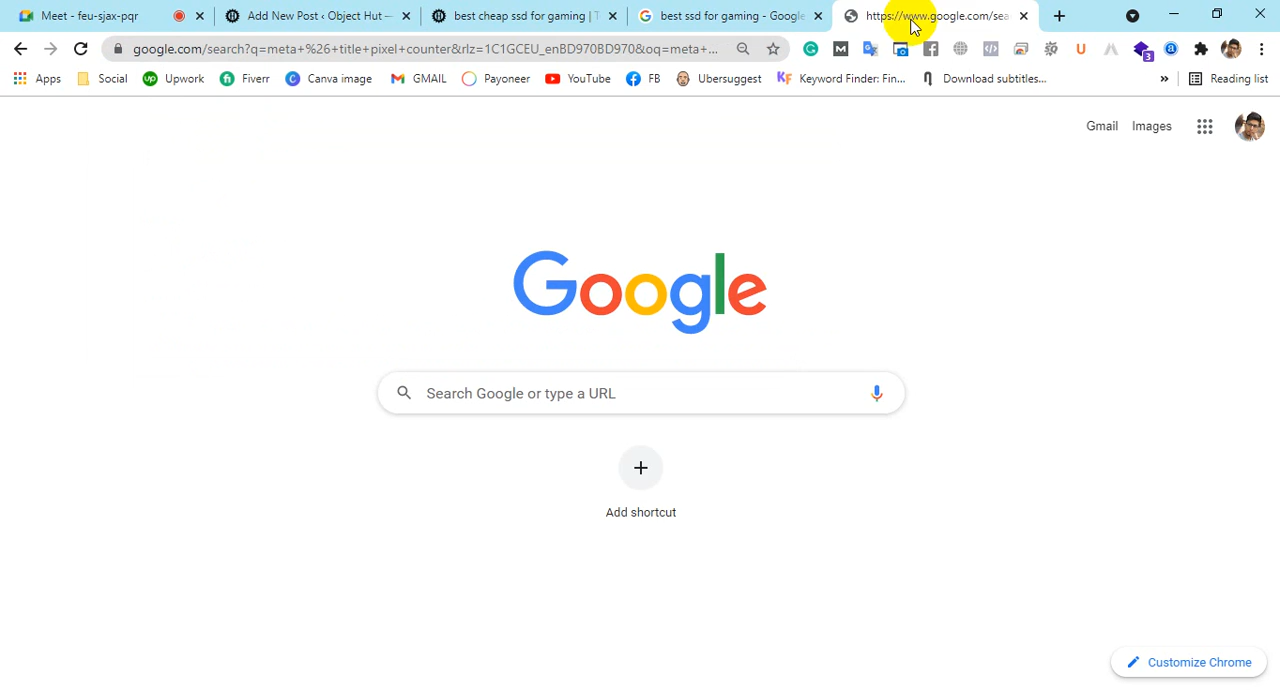 Meet - feu-sjax-pqr
Add New Post ‹ Object Hut —
best cheap ssd for gaming | T
best ssd for gaming - Google
https://www.google.com/sea
google.com/search?q=meta+%26+title+pixel+counter&rlz=1C1GCEU_enBD970BD970&oq=meta+...
3
Apps
Social
Upwork
Fiverr
Canva image
GMAIL
Payoneer
YouTube
FB
Ubersuggest
Keyword Finder: Fin...
Download subtitles...
»
Reading list
Gmail
Images
Google
Search Google or type a URL
Add shortcut
Customize Chrome